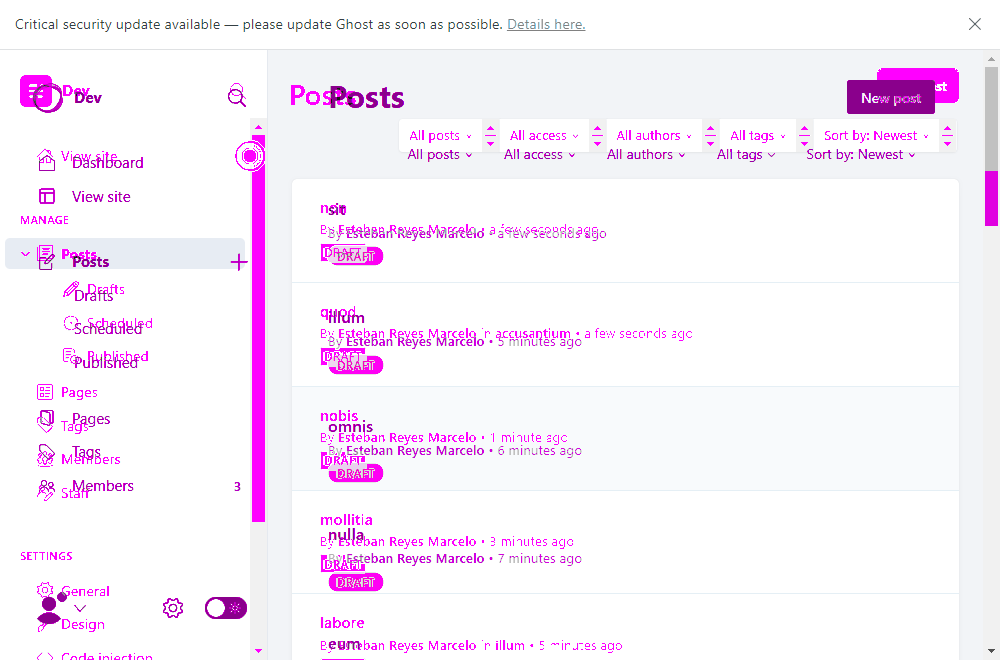 Critical security update available — please update Ghost as soon as possible. Details here.
Dev
Dev
Posts
Posts
New post
All posts
All access
All authors
All tags
Sort by: Newest
All posts
All access
All authors
All tags
Sort by: Newest
View site
Dashboard
View site
MANAGE
Posts
Posts
Drafts
Drafts
Scheduled
Scheduled
Published
Published
Pages
Pages
Tags
Tags
Members
Staff
Members
3
SETTINGS
General
Design
Code injection
non
sit
By Esteban Reyes Marcelo • a few seconds ago
By Esteban Reyes Marcelo • a few seconds ago
DRAFT
DRAFT
quod
illum
By Esteban Reyes Marcelo in accusantium • a few seconds ago
By Esteban Reyes Marcelo • 5 minutes ago
DRAFT
DRAFT
nobis
omnis
By Esteban Reyes Marcelo • 1 minute ago
By Esteban Reyes Marcelo • 6 minutes ago
DRAFT
DRAFT
mollitia
nulla
By Esteban Reyes Marcelo • 3 minutes ago
By Esteban Reyes Marcelo • 7 minutes ago
DRAFT
DRAFT
labore
eum
By Esteban Reyes Marcelo in illum • 5 minutes ago